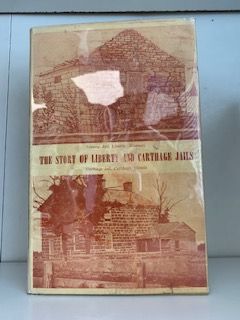 Liberty Jail, Liberty, Missouri
THE STORY OF LIBERTY AND CARTHAGE JAILS
Carthage Jail, Carthage, Illinois